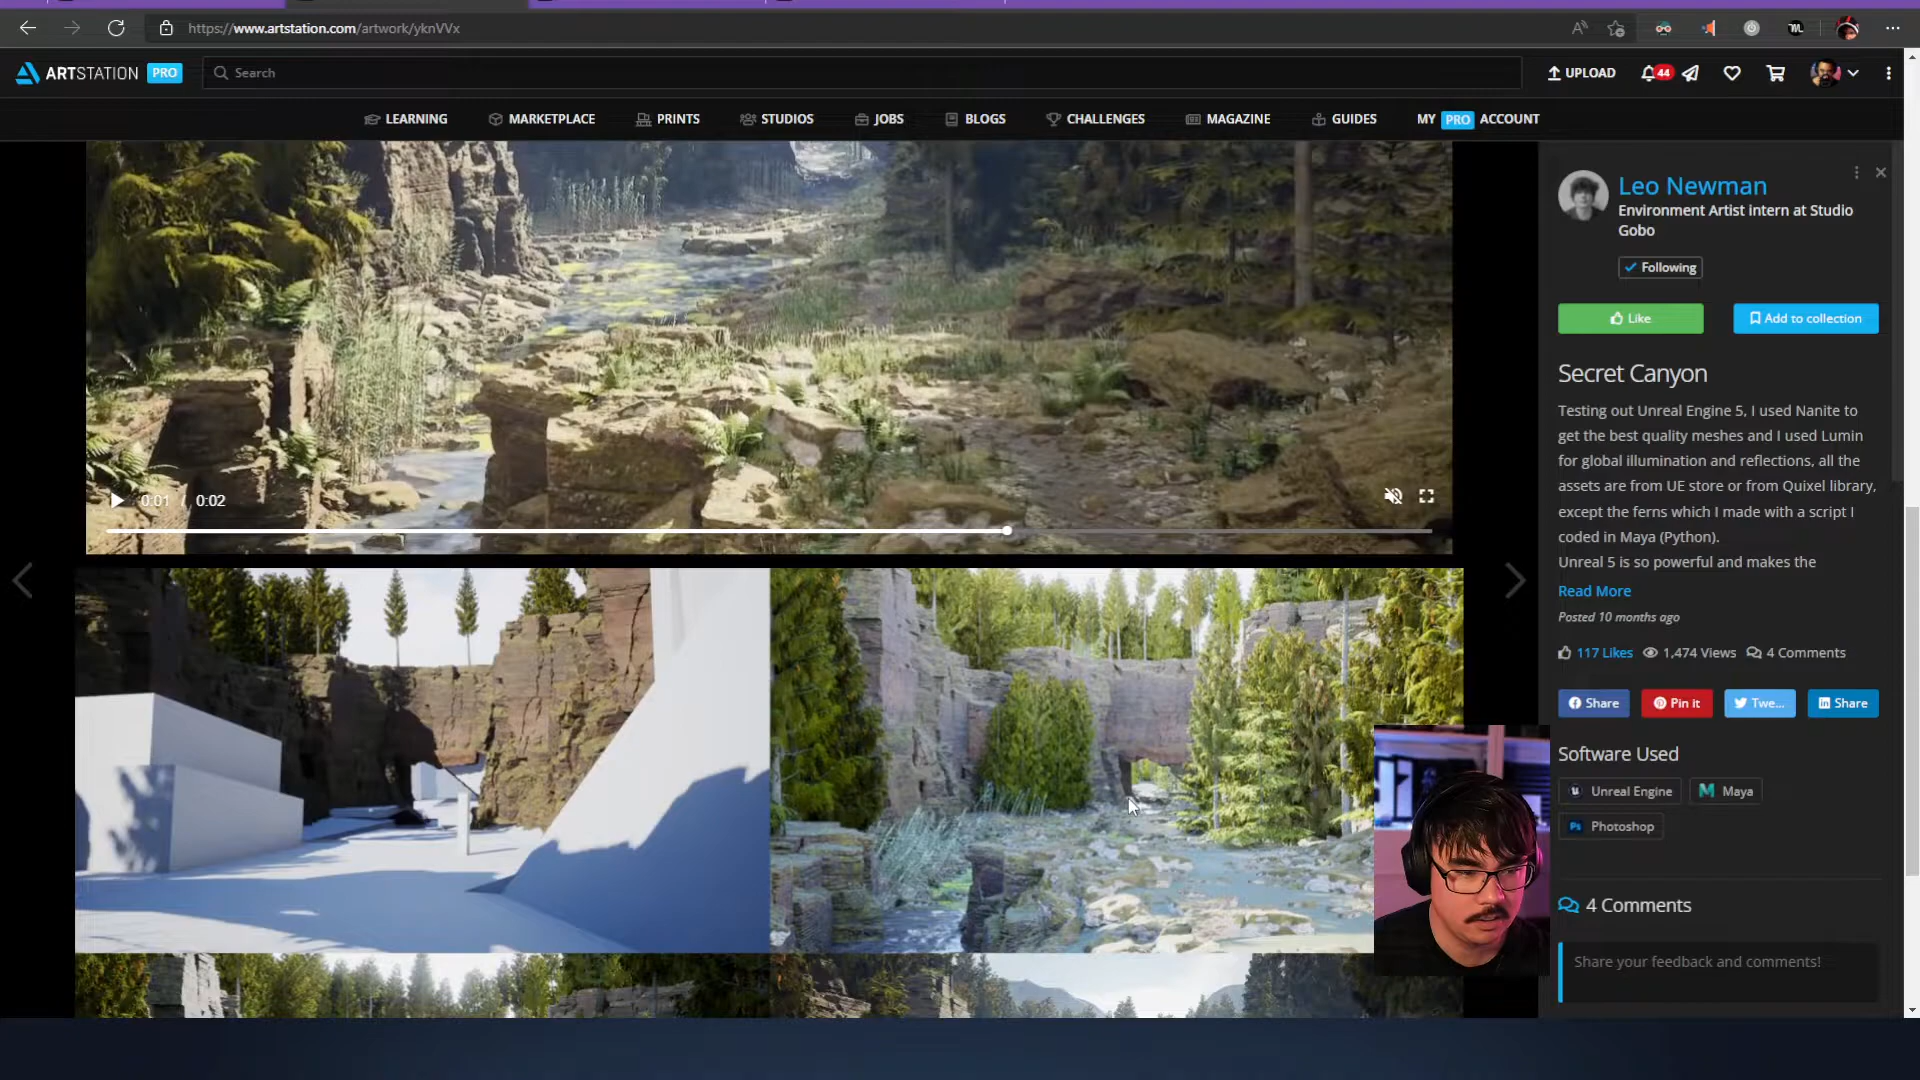 https://www.artstation.com/artwork/yknVVx
ARTSTATION PRO
Search
UPLOAD
44
LEARNING
MARKETPLACE
PRINTS
STUDIOS
JOBS
BLOGS
CHALLENGES
MAGAZINE
GUIDES
MY PRO ACCOUNT
Leo Newman
Environment Artist intern at Studio
Gobo
Following
Like
Add to collection
Secret Canyon
Testing out Unreal Engine 5, I used Nanite to
get the best quality meshes and I used Lumin
for global illumination and reflections, all the
assets are from UE store or from Quixel library,
except the ferns which I made with a script I
coded in Maya (Python).
Unreal 5 is so powerful and makes the
Read More
Posted 10 months ago
117 Likes 1,474 Views 4 Comments
Share
Pin it
Twe...
Share
Software Used
Unreal Engine
Maya
Photoshop
4 Comments
Share your feedback and comments!
0:01 / 0:02